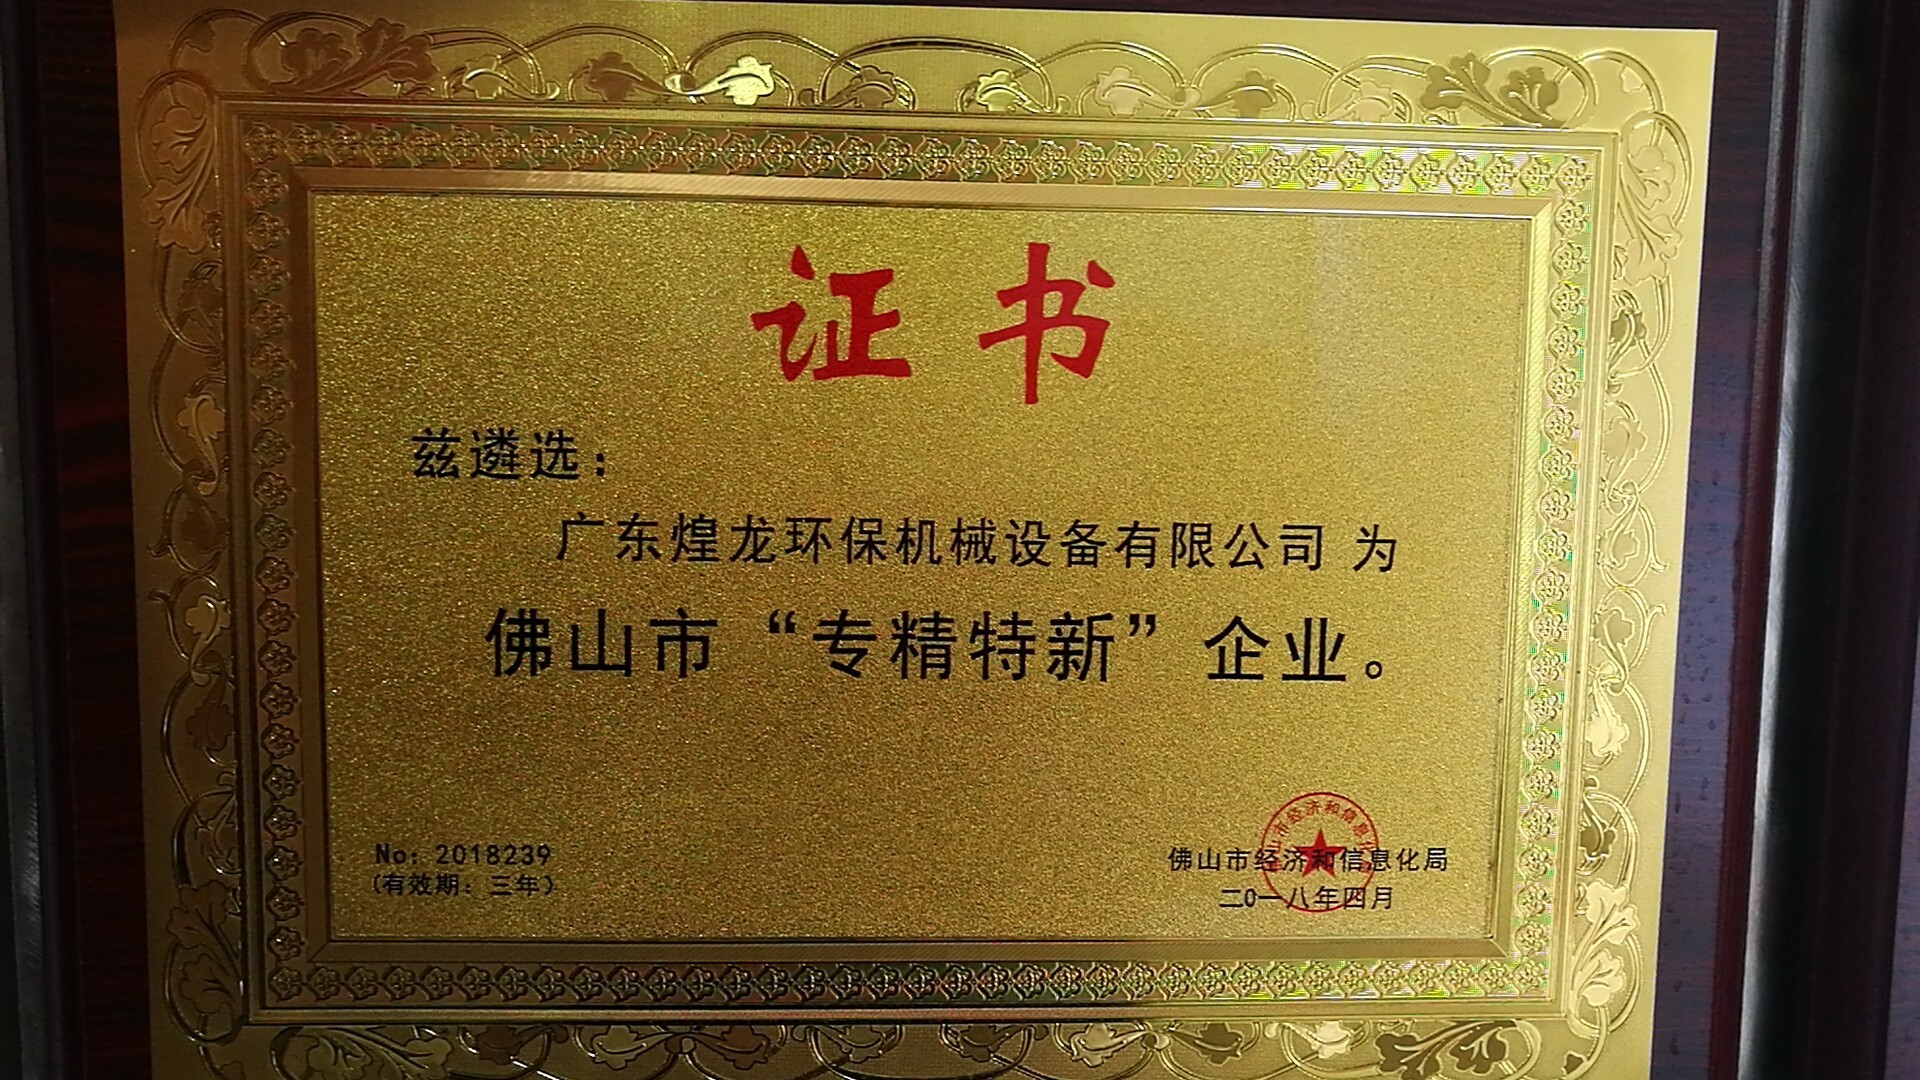 证书
兹遴选：
广东煌龙环保机械设备有限公司 为
佛山市“专精特新”企业。
No: 2018239
(有效期：三年)
佛山市经济和信息化局
二0一八年四月